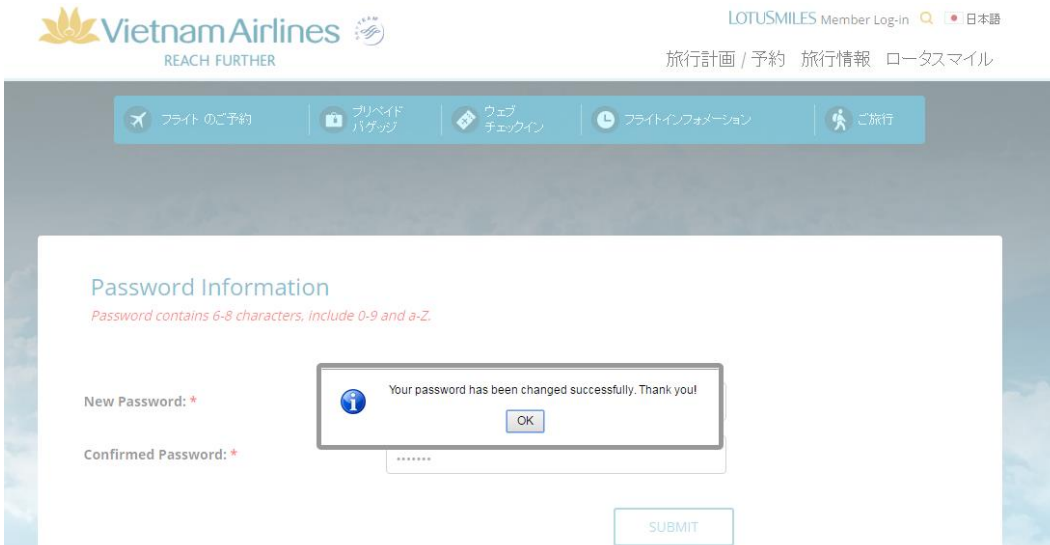 Vietnam Airlines
REACH FURTHER
LOTUSMILES Member Log-in
日本語
旅行計画 / 予約 旅行情報 ロータスマイル
フライト のご予約
プリペイド
バゲッジ
ウェブ
チェックイン
フライトインフォメーション
ご旅行
Password Information
Password contains 6-8 characters, include 0-9 and a-Z.
Your password has been changed successfully. Thank you!
OK
New Password: *
Confirmed Password: *
SUBMIT